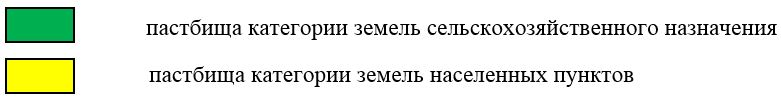 пастбища категории земель сельскохозяйственного назначения
пастбища категории земель населенных пунктов